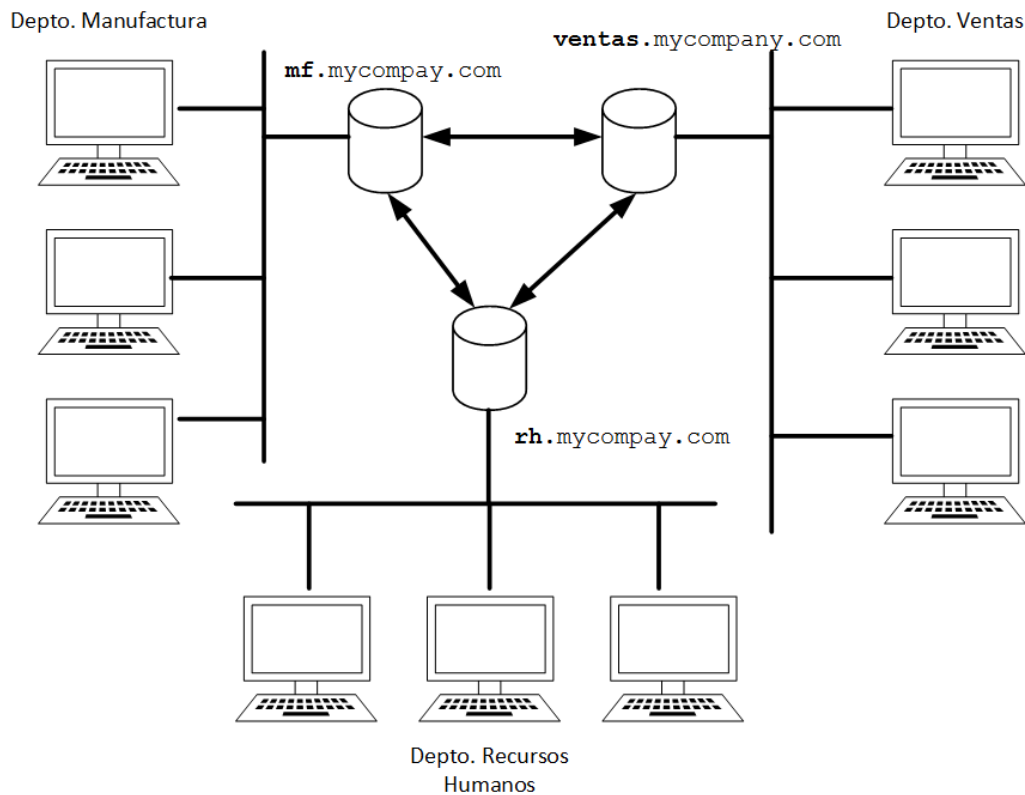 Depto. Manufactura
Depto. Ventas
ventas.mycompany.com
mf.mycompay.com
rh.mycompay.com
Depto. Recursos
Humanos